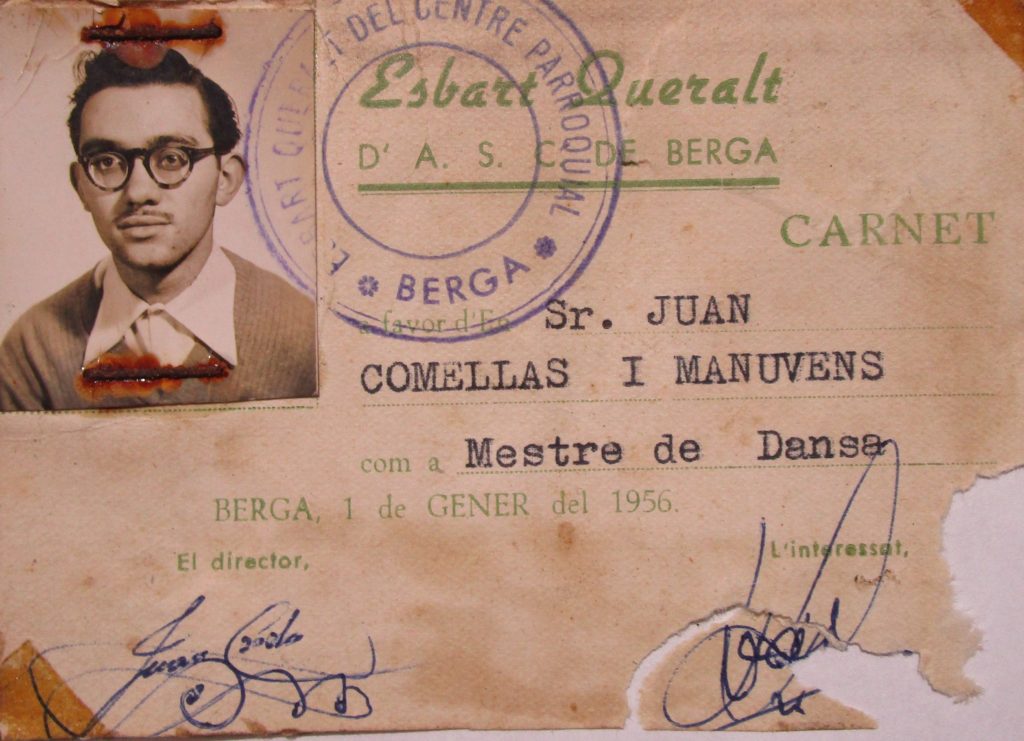 Esbart Queralt
D' A. S. C. DE BERGA
CARNET
a favor d'En Sr. JUAN
COMELLAS I MANUVENS
com a Mestre de Dansa
BERGA, 1 de GENER del 1956.
El director,
L'interessat,
DEL CENTRE PARROQUIAL
* BERGA *